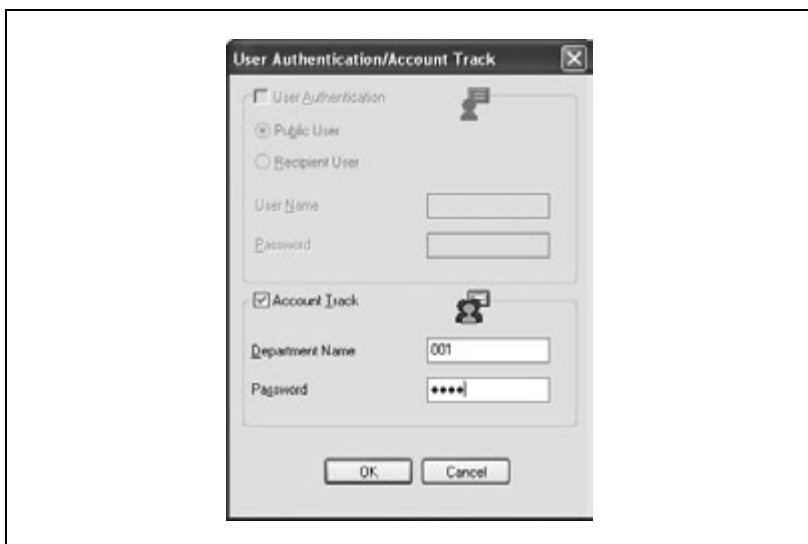 User Authentication/Account Track
User Authentication
Public User
Recipient User
User Name
Password
Account Track
Department Name
001
Password
••••
OK
Cancel